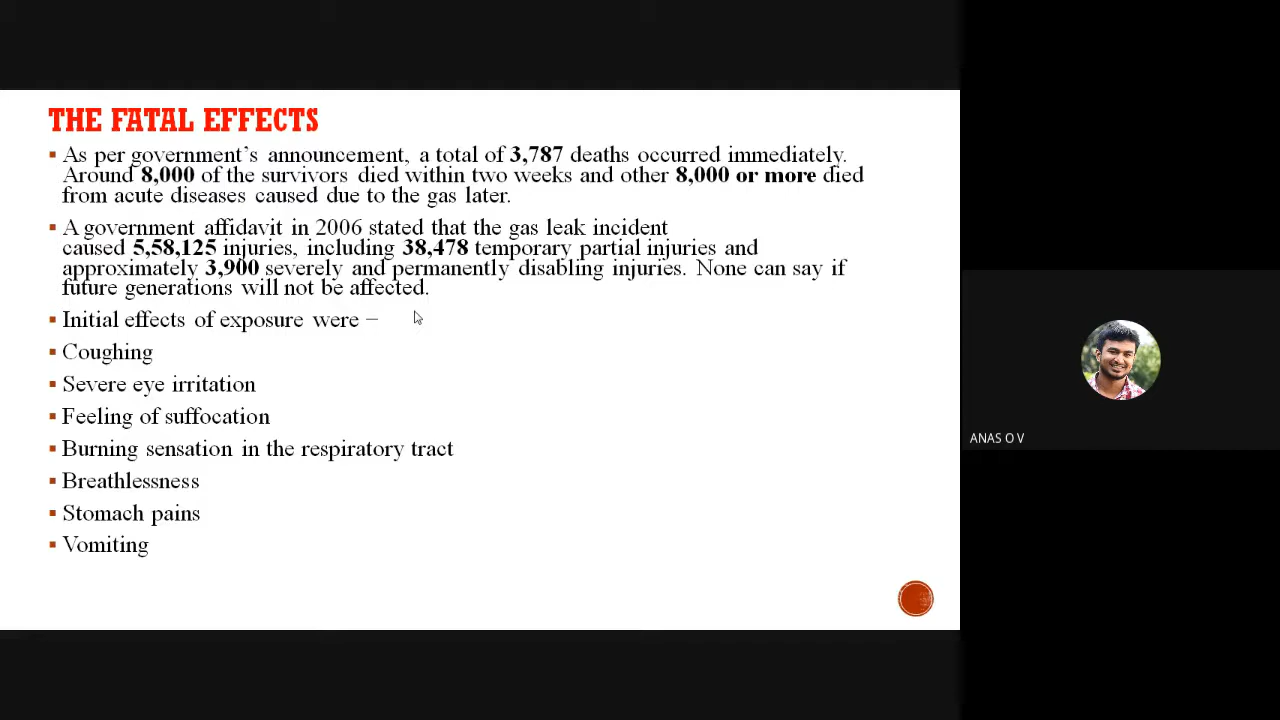 THE FATAL EFFECTS
▪ As per government's announcement, a total of 3,787 deaths occurred immediately.
Around 8,000 of the survivors died within two weeks and other 8,000 or more died
from acute diseases caused due to the gas later.
▪ A government affidavit in 2006 stated that the gas leak incident
caused 5,58,125 injuries, including 38,478 temporary partial injuries and
approximately 3,900 severely and permanently disabling injuries. None can say if
future generations will not be affected.
▪ Initial effects of exposure were −
▪ Coughing
▪ Severe eye irritation
▪ Feeling of suffocation
▪ Burning sensation in the respiratory tract
▪ Breathlessness
▪ Stomach pains
▪ Vomiting
ANAS O V